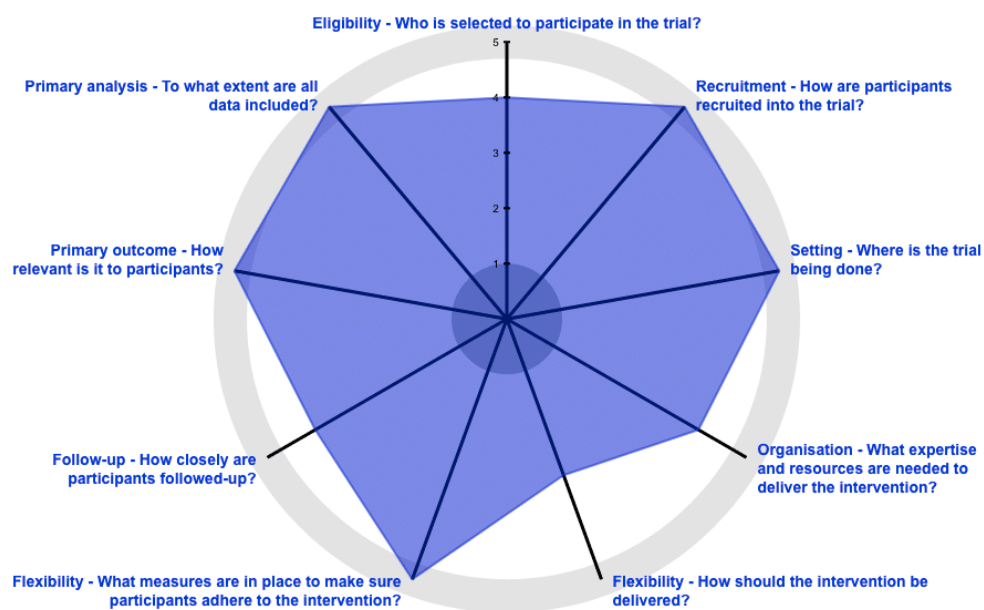 Eligibility - Who is selected to participate in the trial?
5
Primary analysis - To what extent are all
data included?
Recruitment - How are participants
recruited into the trial?
4
3
2
1
Primary outcome - How
relevant is it to participants?
Setting - Where is the trial
being done?
Follow-up - How closely are
participants followed-up?
Organisation - What expertise
and resources are needed to
deliver the intervention?
Flexibility - What measures are in place to make sure
participants adhere to the intervention?
Flexibility - How should the intervention be
delivered?